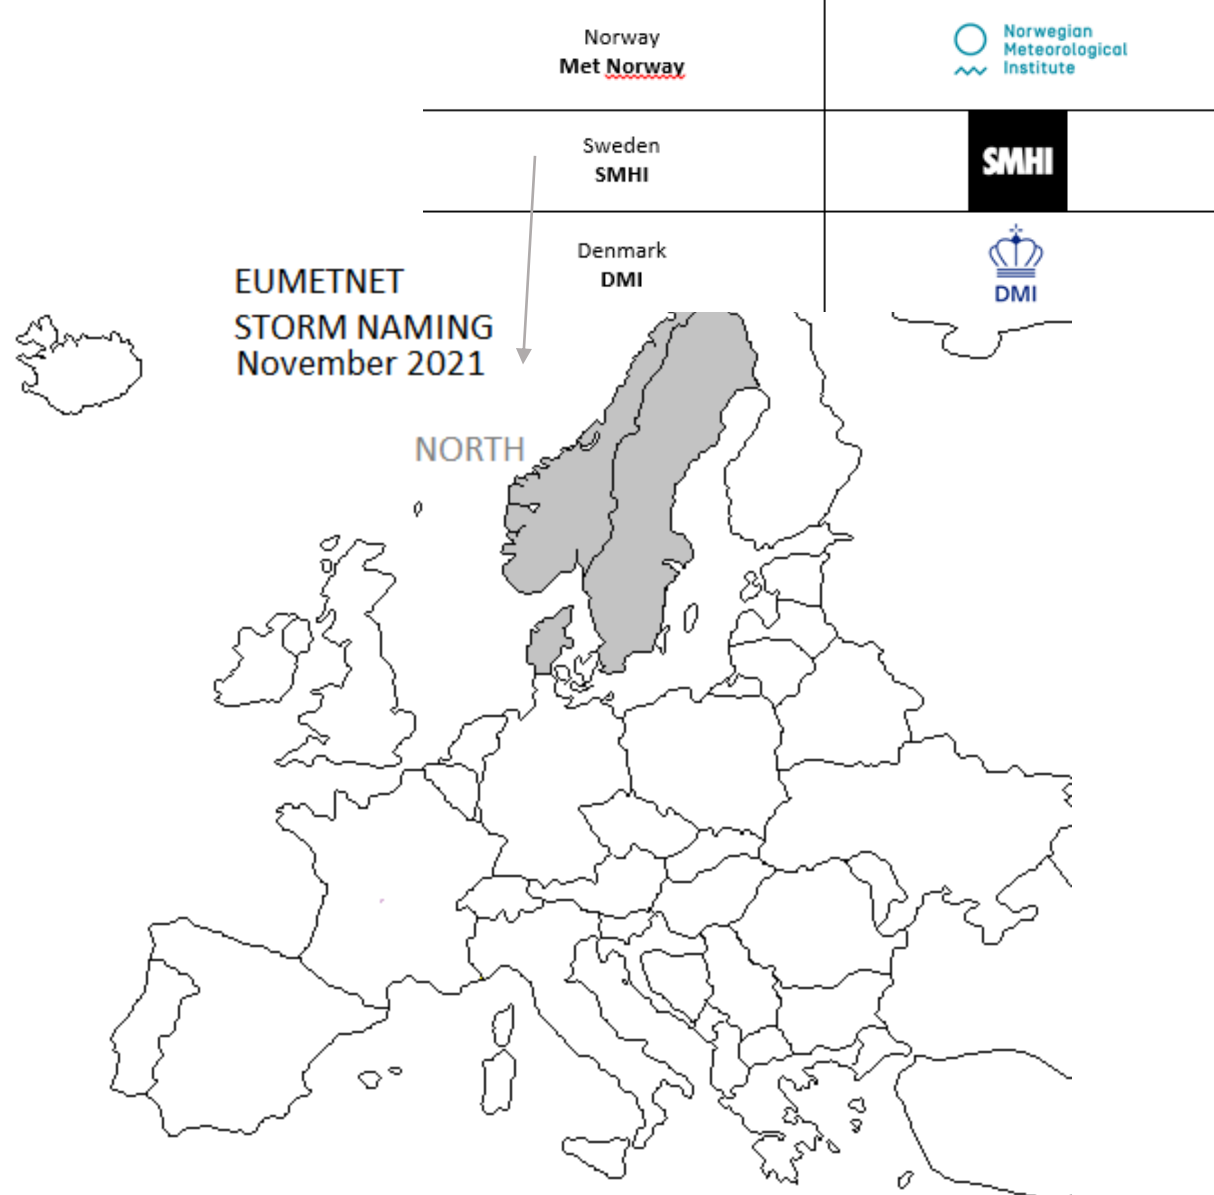 Norway
Met Norway
Norwegian
Meteorological
Institute
Sweden
SMHI
SMHI
Denmark
DMI
DMI
EUMETNET
STORM NAMING
November 2021
NORTH